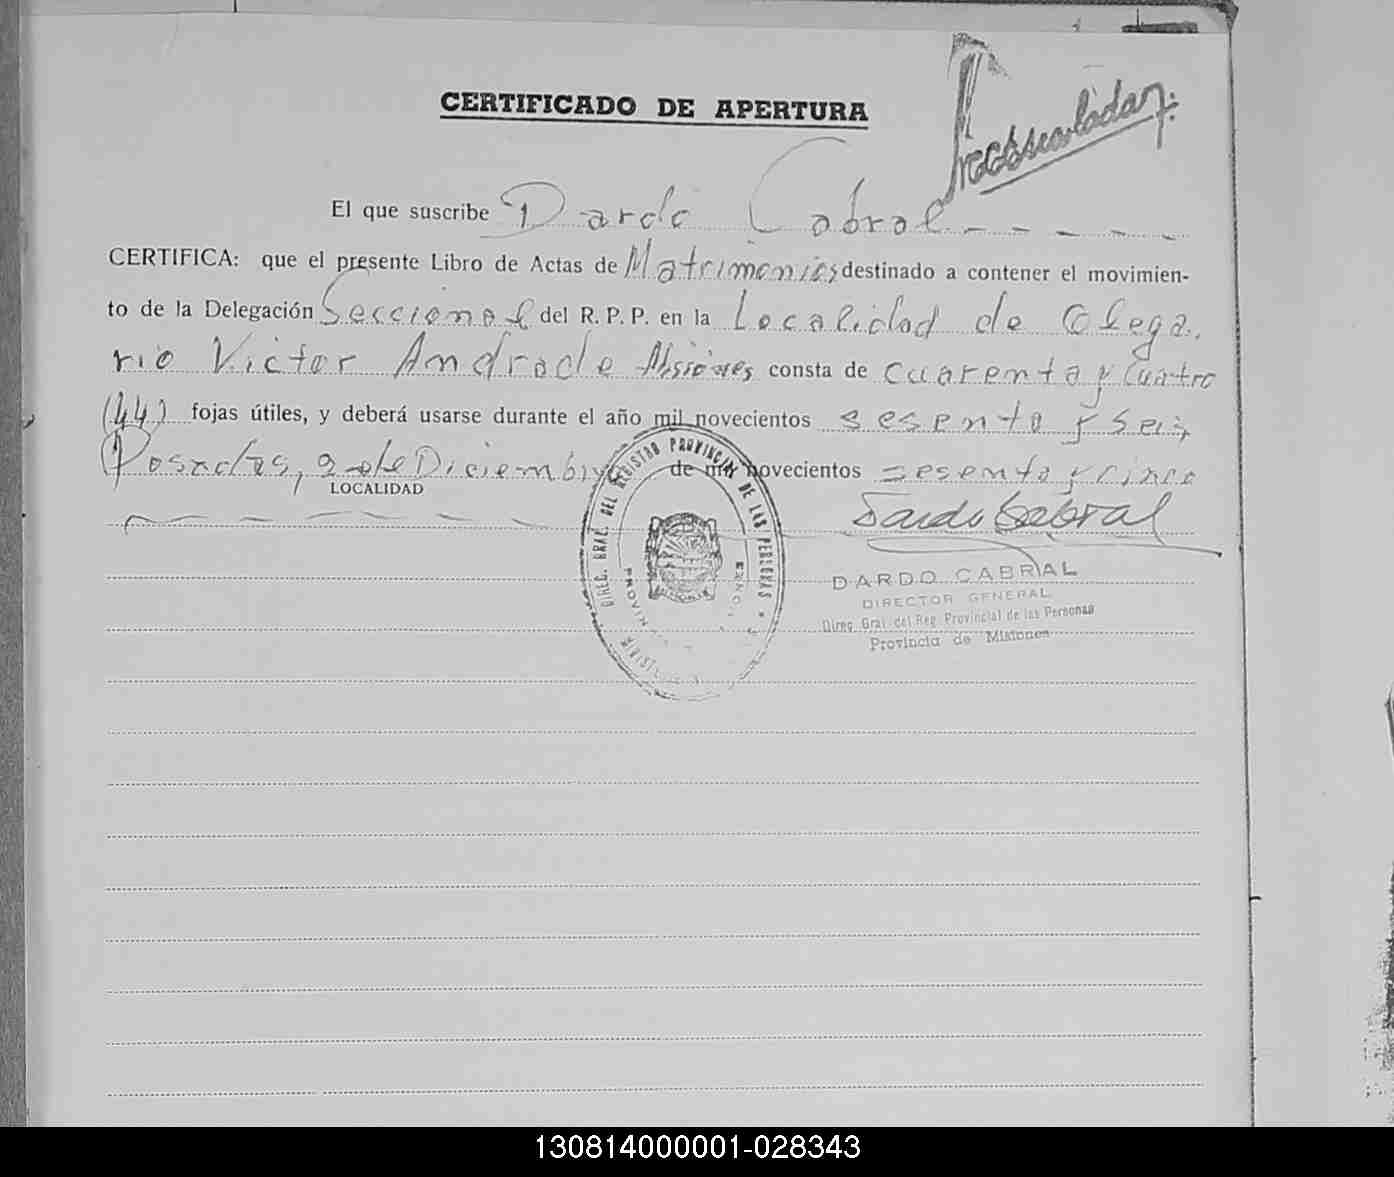 CERTIFICADO DE APERTURA
El que suscribe Dardo Cabral - - - - -
CERTIFICA: que el presente Libro de Actas de Matrimonios destinado a contener el movimien-
to de la Delegación Seccional del R. P. P. en la Localidad de Olega.
rio Victor Andrade Misiones consta de cuarenta y cuatro
(44) fojas útiles, y deberá usarse durante el año mil novecientos sesenta y seis
Posadas, 2 de Diciembre de mil novecientos sesenta y cinco
LOCALIDAD
Dardo Cabral
DIREC. GRAL. DEL REGISTRO PROVINCIAL DE LAS PERSONAS
DARDO CABRAL
DIRECTOR GENERAL
Direc. Gral. del Reg. Provincial de las Personas
Provincia de Misiones
130814000001-028343